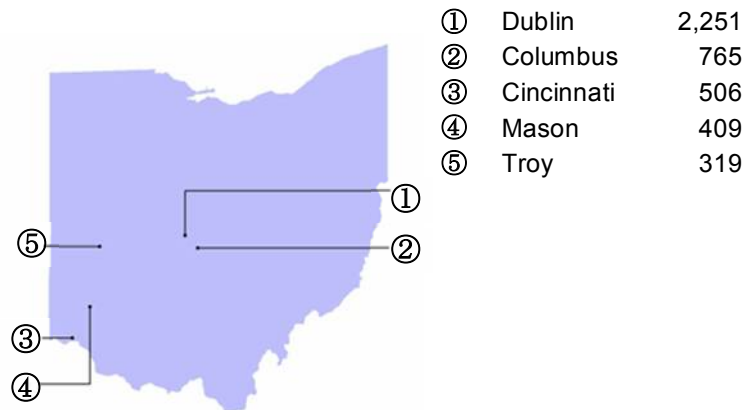 ① Dublin 2,251
② Columbus 765
③ Cincinnati 506
④ Mason 409
⑤ Troy 319
①
⑤
②
③
④